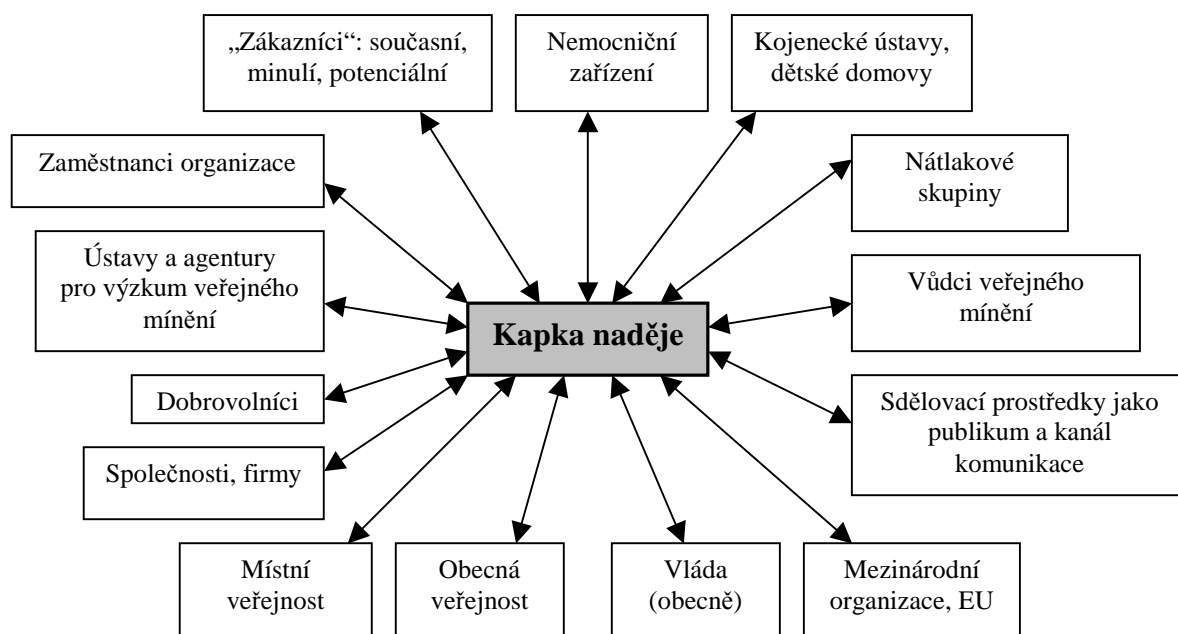 „Zákazníci“: současní,
minulí, potenciální
Nemocniční
zařízení
Kojenecké ústavy,
dětské domovy
Zaměstnanci organizace
Nátlakové
skupiny
Ústavy a agentury
pro výzkum veřejného
mínění
Vůdci veřejného
mínění
Kapka naděje
Dobrovolníci
Sdělovací prostředky jako
publikum a kanál
komunikace
Společnosti, firmy
Místní
veřejnost
Obecná
veřejnost
Vláda
(obecně)
Mezinárodní
organizace, EU